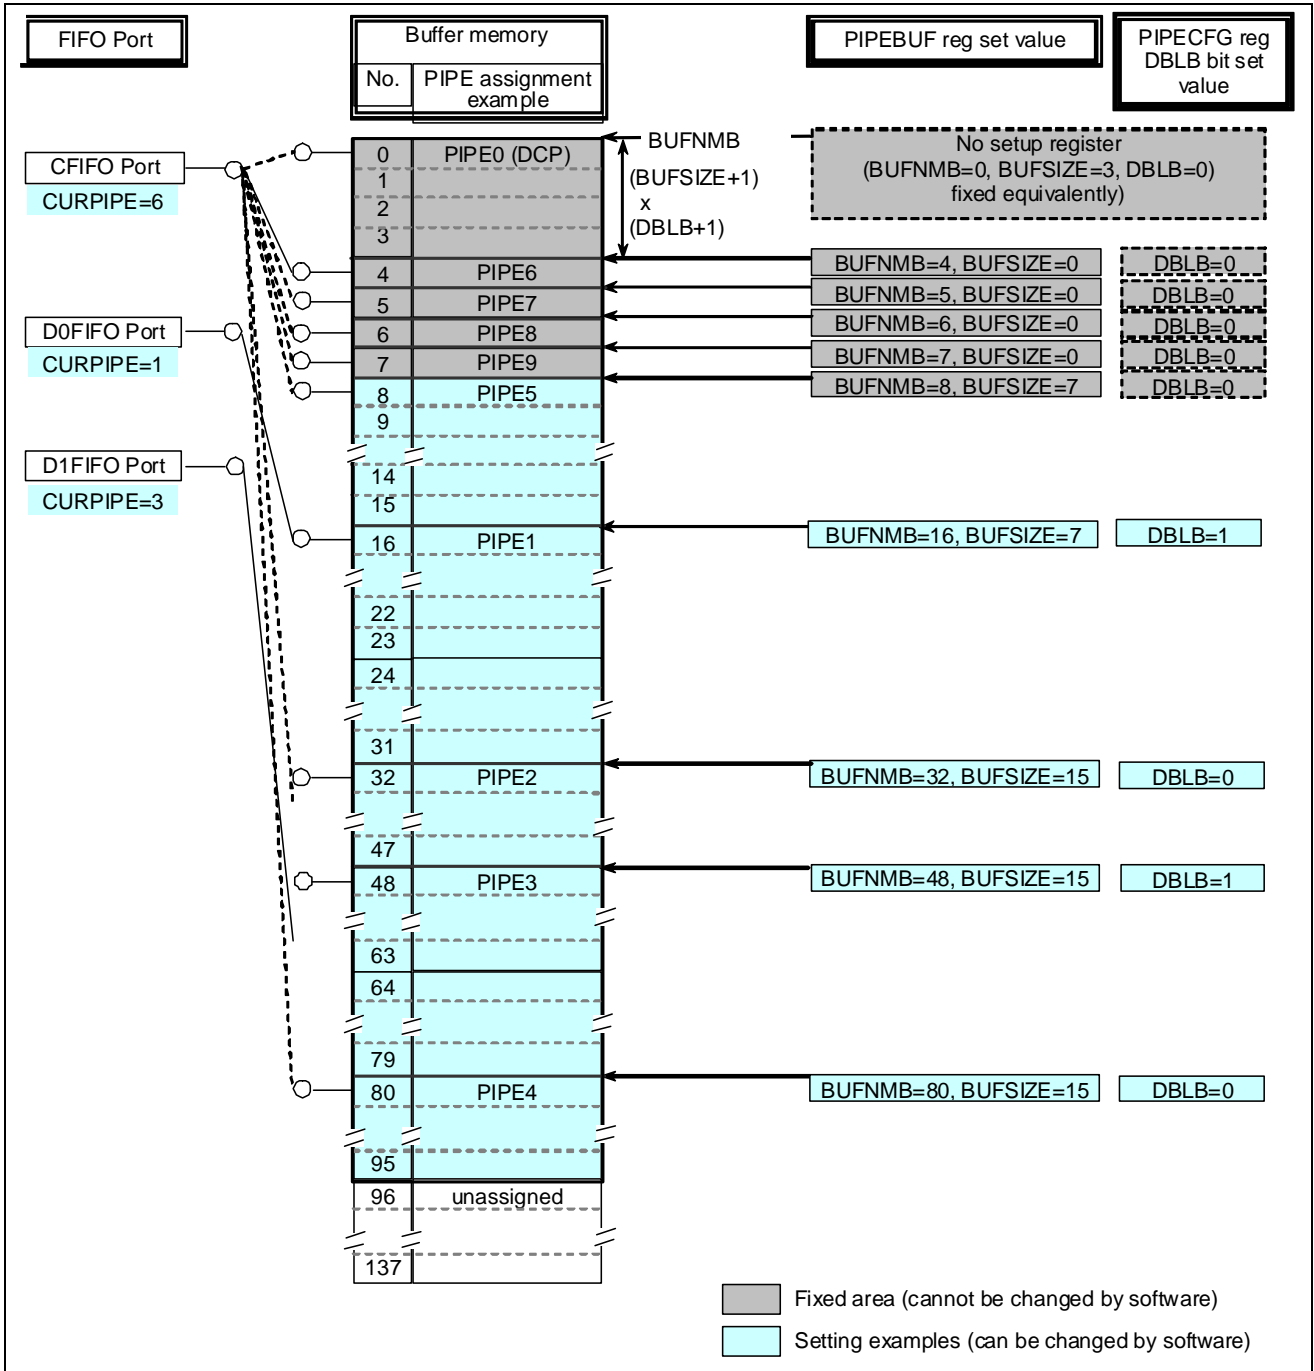 FIFO Port
Buffer memory
No.
PIPE assignment
example
PIPEBUF reg set value
PIPECFG reg
DBLB bit set
value
CFIFO Port
CURPIPE=6
D0FIFO Port
CURPIPE=1
D1FIFO Port
CURPIPE=3
0 PIPE0 (DCP)
1
2
3
BUFNMB
(BUFSIZE+1)
x
(DBLB+1)
No setup register
(BUFNMB=0, BUFSIZE=3, DBLB=0)
fixed equivalently)
4 PIPE6 BUFNMB=4, BUFSIZE=0 DBLB=0
5 PIPE7 BUFNMB=5, BUFSIZE=0 DBLB=0
6 PIPE8 BUFNMB=6, BUFSIZE=0 DBLB=0
7 PIPE9 BUFNMB=7, BUFSIZE=0 DBLB=0
8 PIPE5 BUFNMB=8, BUFSIZE=7 DBLB=0
9
14
15
16 PIPE1 BUFNMB=16, BUFSIZE=7 DBLB=1
22
23
24
31
32 PIPE2 BUFNMB=32, BUFSIZE=15 DBLB=0
47
48 PIPE3 BUFNMB=48, BUFSIZE=15 DBLB=1
63
64
79
80 PIPE4 BUFNMB=80, BUFSIZE=15 DBLB=0
95
96 unassigned
137
Fixed area (cannot be changed by software)
Setting examples (can be changed by software)